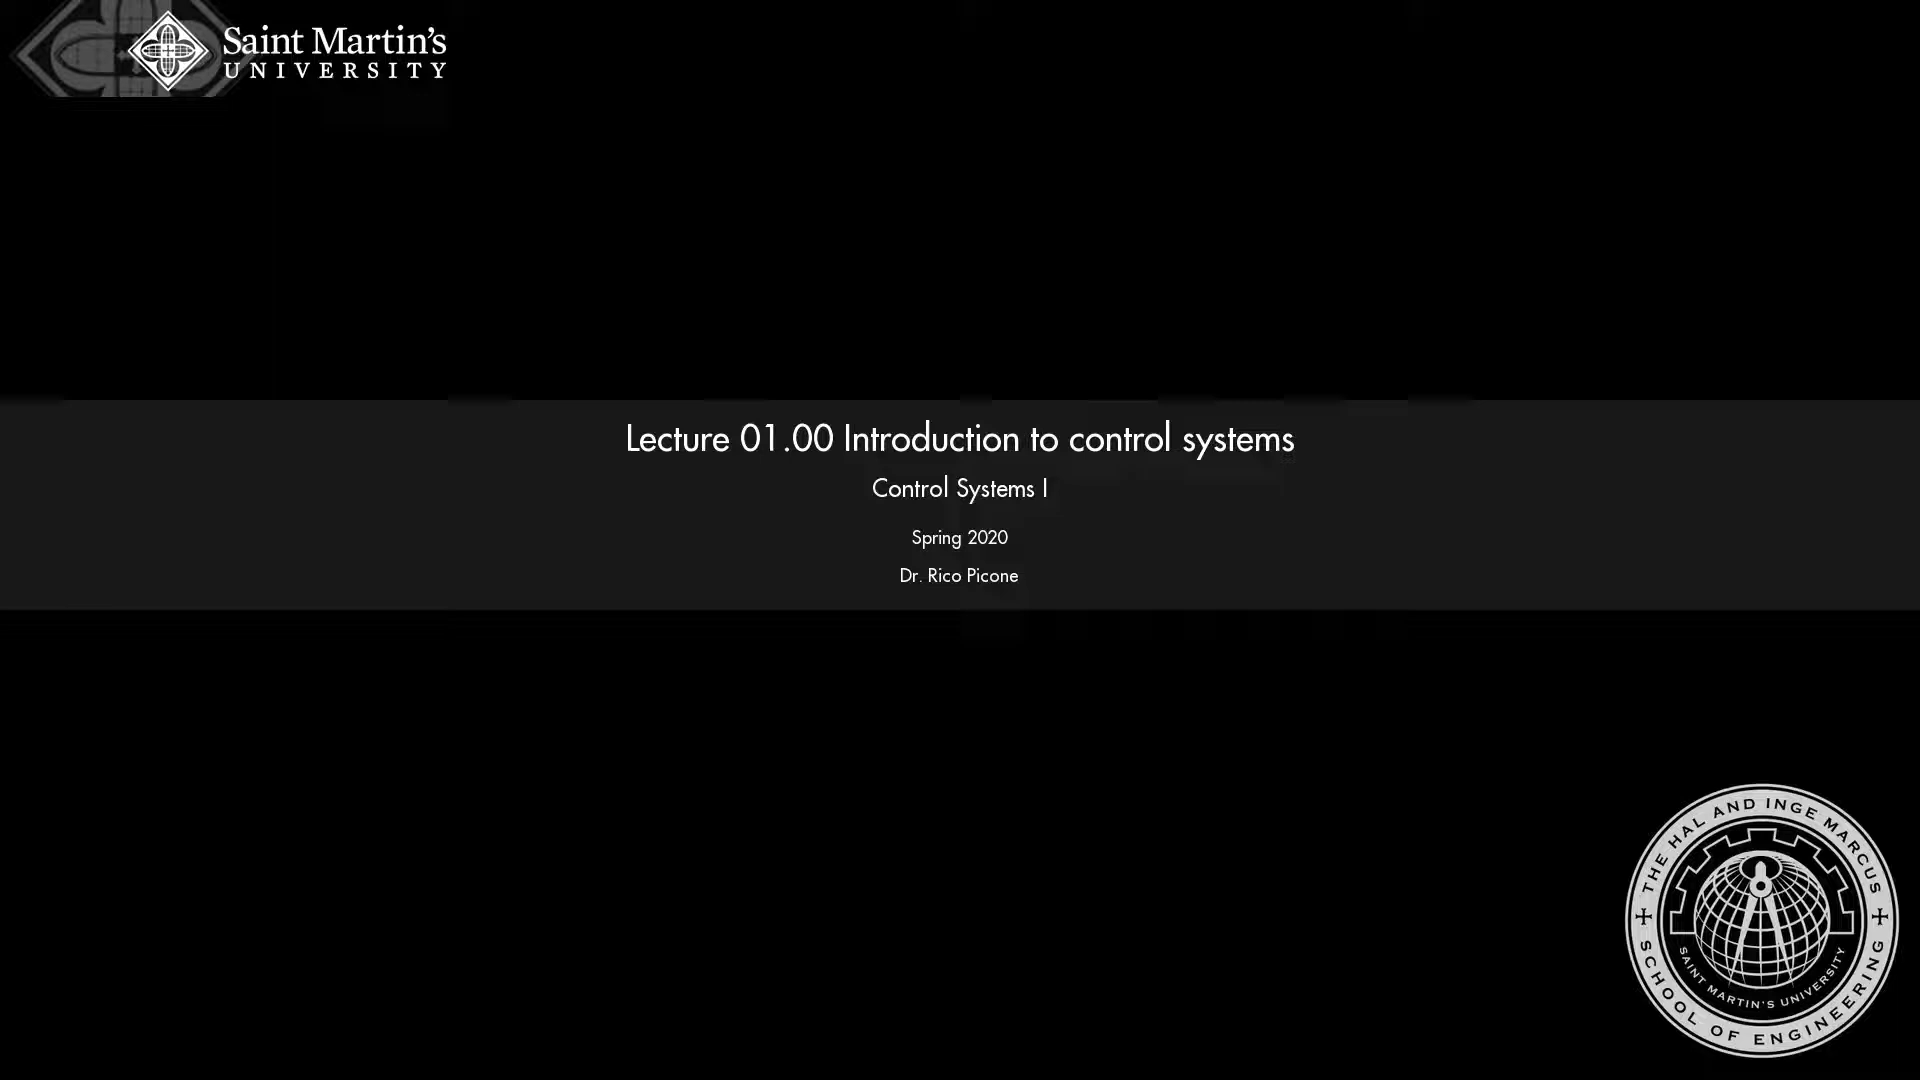 Saint Martin's
UNIVERSITY
Lecture 01.00 Introduction to control systems
Control Systems I
Spring 2020
Dr. Rico Picone
THE HAL AND INGE MARCUS
SCHOOL OF ENGINEERING
SAINT MARTIN'S UNIVERSITY